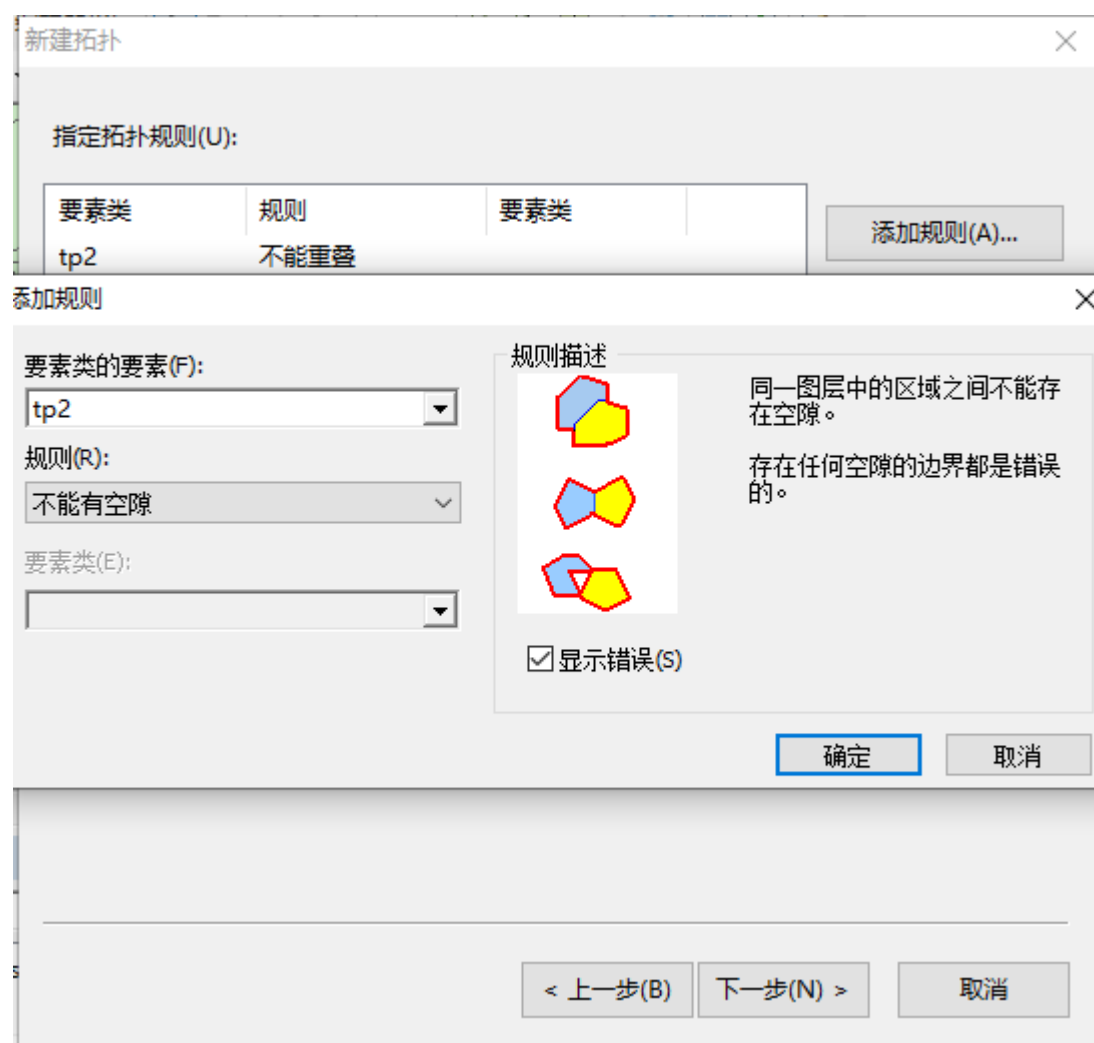 新建拓扑
指定拓扑规则(U):
要素类 规则 要素类
添加规则(A)...
tp2 不能重叠
添加规则
要素类的要素(F):
tp2
规则(R):
不能有空隙
要素类(E):
规则描述
同一图层中的区域之间不能存
在空隙。
存在任何空隙的边界都是错误
的。
显示错误(S)
确定 取消
< 上一步(B) 下一步(N) > 取消